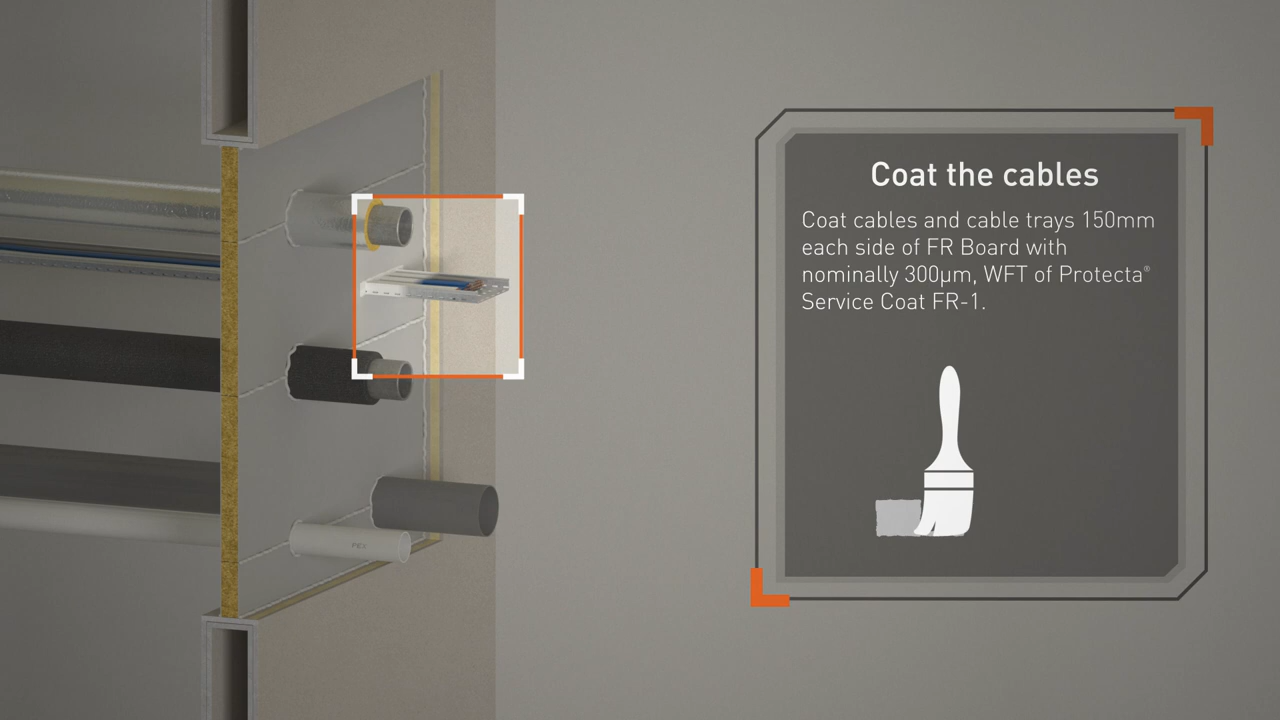 Coat the cables
Coat cables and cable trays 150mm
each side of FR Board with
nominally 300µm, WFT of Protecta®
Service Coat FR-1.